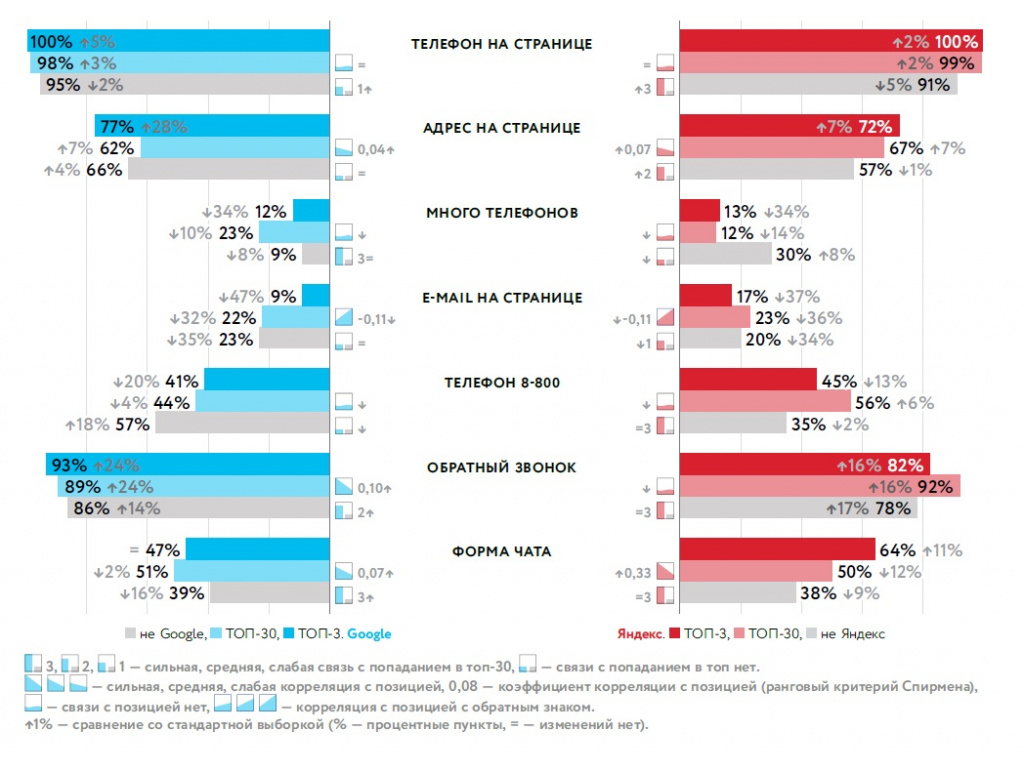 ТЕЛЕФОН НА СТРАНИЦЕ
100% ↑5%
98% ↑3% =
95% ↓2% 1↑
↑2% 100%
= ↑2% 99%
↑3 ↓5% 91%
АДРЕС НА СТРАНИЦЕ
77% ↑28%
↑7% 62% 0,04↑
↑4% 66% =
↑7% 72%
↑0,07 67% ↑7%
↑2 57% ↓1%
МНОГО ТЕЛЕФОНОВ
↓34% 12%
↓10% 23% ↓
↓8% 9% 3=
13% ↓34%
↓ 12% ↓14%
↓ 30% ↑8%
E-MAIL НА СТРАНИЦЕ
↓47% 9%
↓32% 22% -0,11↓
↓35% 23% =
17% ↓37%
↓-0,11 23% ↓36%
↓1 20% ↓34%
ТЕЛЕФОН 8-800
↓20% 41%
↓4% 44% ↓
↑18% 57% ↓
45% ↓13%
↓ 56% ↑6%
=3 35% ↓2%
ОБРАТНЫЙ ЗВОНОК
93% ↑24%
89% ↑24% 0,10↑
86% ↑14% 2↑
↑16% 82%
↓ ↑16% 92%
=3 ↑17% 78%
ФОРМА ЧАТА
= 47%
↓2% 51% 0,07↑
↓16% 39% 3↑
64% ↑11%
↑0,33 50% ↓12%
=3 38% ↓9%
не Google, ТОП-30, ТОП-3. Google
Яндекс. ТОП-3, ТОП-30, не Яндекс
3, 2, 1 — сильная, средняя, слабая связь с попаданием в топ-30, — связи с попаданием в топ нет.
— сильная, средняя, слабая корреляция с позицией, 0,08 — коэффициент корреляции с позицией (ранговый критерий Спирмена),
— связи с позицией нет, — корреляция с позицией с обратным знаком.
↑1% — сравнение со стандартной выборкой (% — процентные пункты, = — изменений нет).